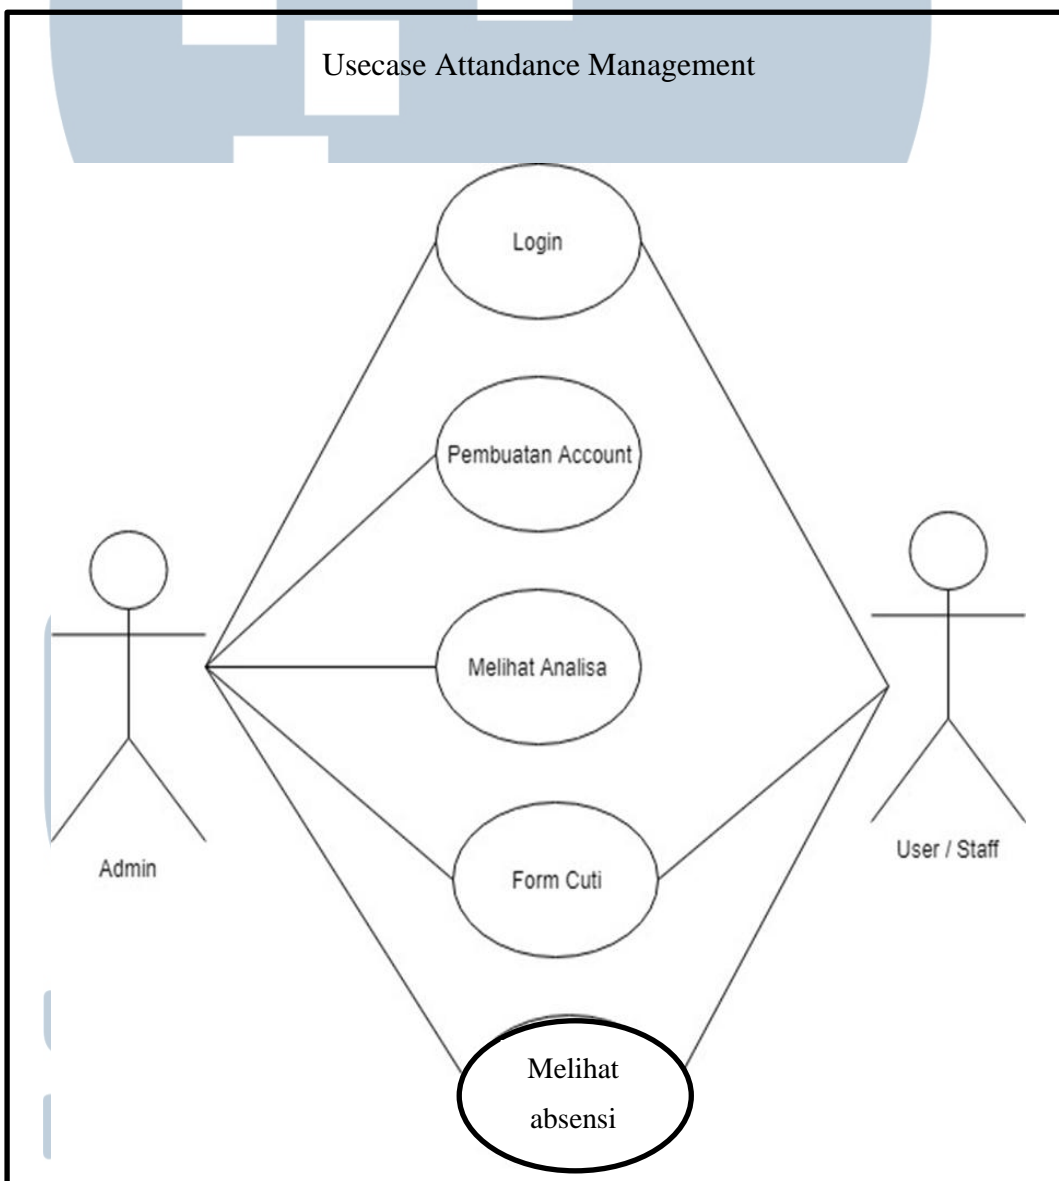 Usecase Attandance Management
Login
Pembuatan Account
Melihat Analisa
Admin
User / Staff
Form Cuti
Melihat
absensi